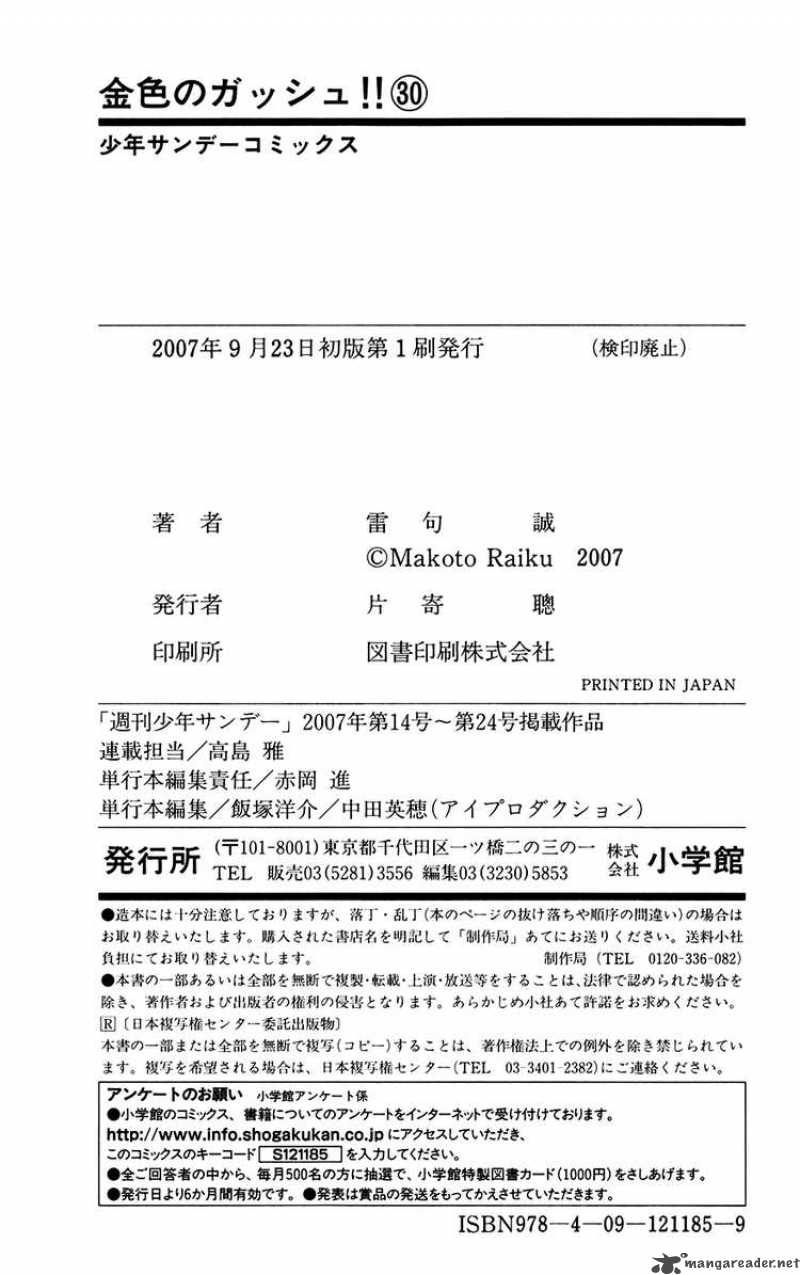 金色のガッシュ!!㉚
少年サンデーコミックス
2007年9月23日初版第1刷発行 (検印廃止)
著者 雷句誠
©Makoto Raiku 2007
発行者 片寄聰
印刷所 図書印刷株式会社
PRINTED IN JAPAN
「週刊少年サンデー」2007年第14号～第24号掲載作品
連載担当／高島 雅
単行本編集責任／赤岡 進
単行本編集／飯塚洋介／中田英穂(アイプロダクション)
発行所 (〒101-8001)東京都千代田区一ツ橋二の三の一 株式会社 小学館
TEL 販売03(5281)3556 編集03(3230)5853
●造本には十分注意しておりますが、落丁・乱丁(本のページの抜け落ちや順序の間違い)の場合は
お取り替えいたします。購入された書店名を明記して「制作局」あてにお送りください。送料小社
負担にてお取り替えいたします。 制作局(TEL 0120-336-082)
●本書の一部あるいは全部を無断で複製・転載・上演・放送等をすることは、法律で認められた場合を
除き、著作者および出版者の権利の侵害となります。あらかじめ小社あて許諾をお求めください。
Ⓡ〔日本複写権センター委託出版物〕
本書の一部または全部を無断で複写(コピー)することは、著作権法上での例外を除き禁じられてい
ます。複写を希望される場合は、日本複写権センター(TEL 03-3401-2382)にご連絡ください。
アンケートのお願い 小学館アンケート係
●小学館のコミックス、書籍についてのアンケートをインターネットで受け付けております。
http://www.info.shogakukan.co.jp にアクセスしていただき、
このコミックスのキーコード S121185 を入力してください。
●全ご回答者の中から、毎月500名の方に抽選で、小学館特製図書カード(1000円)をさしあげます。
●発行日より6か月間有効です。●発表は賞品の発送をもってかえさせていただきます。
ISBN978-4-09-121185-9
mangareader.net